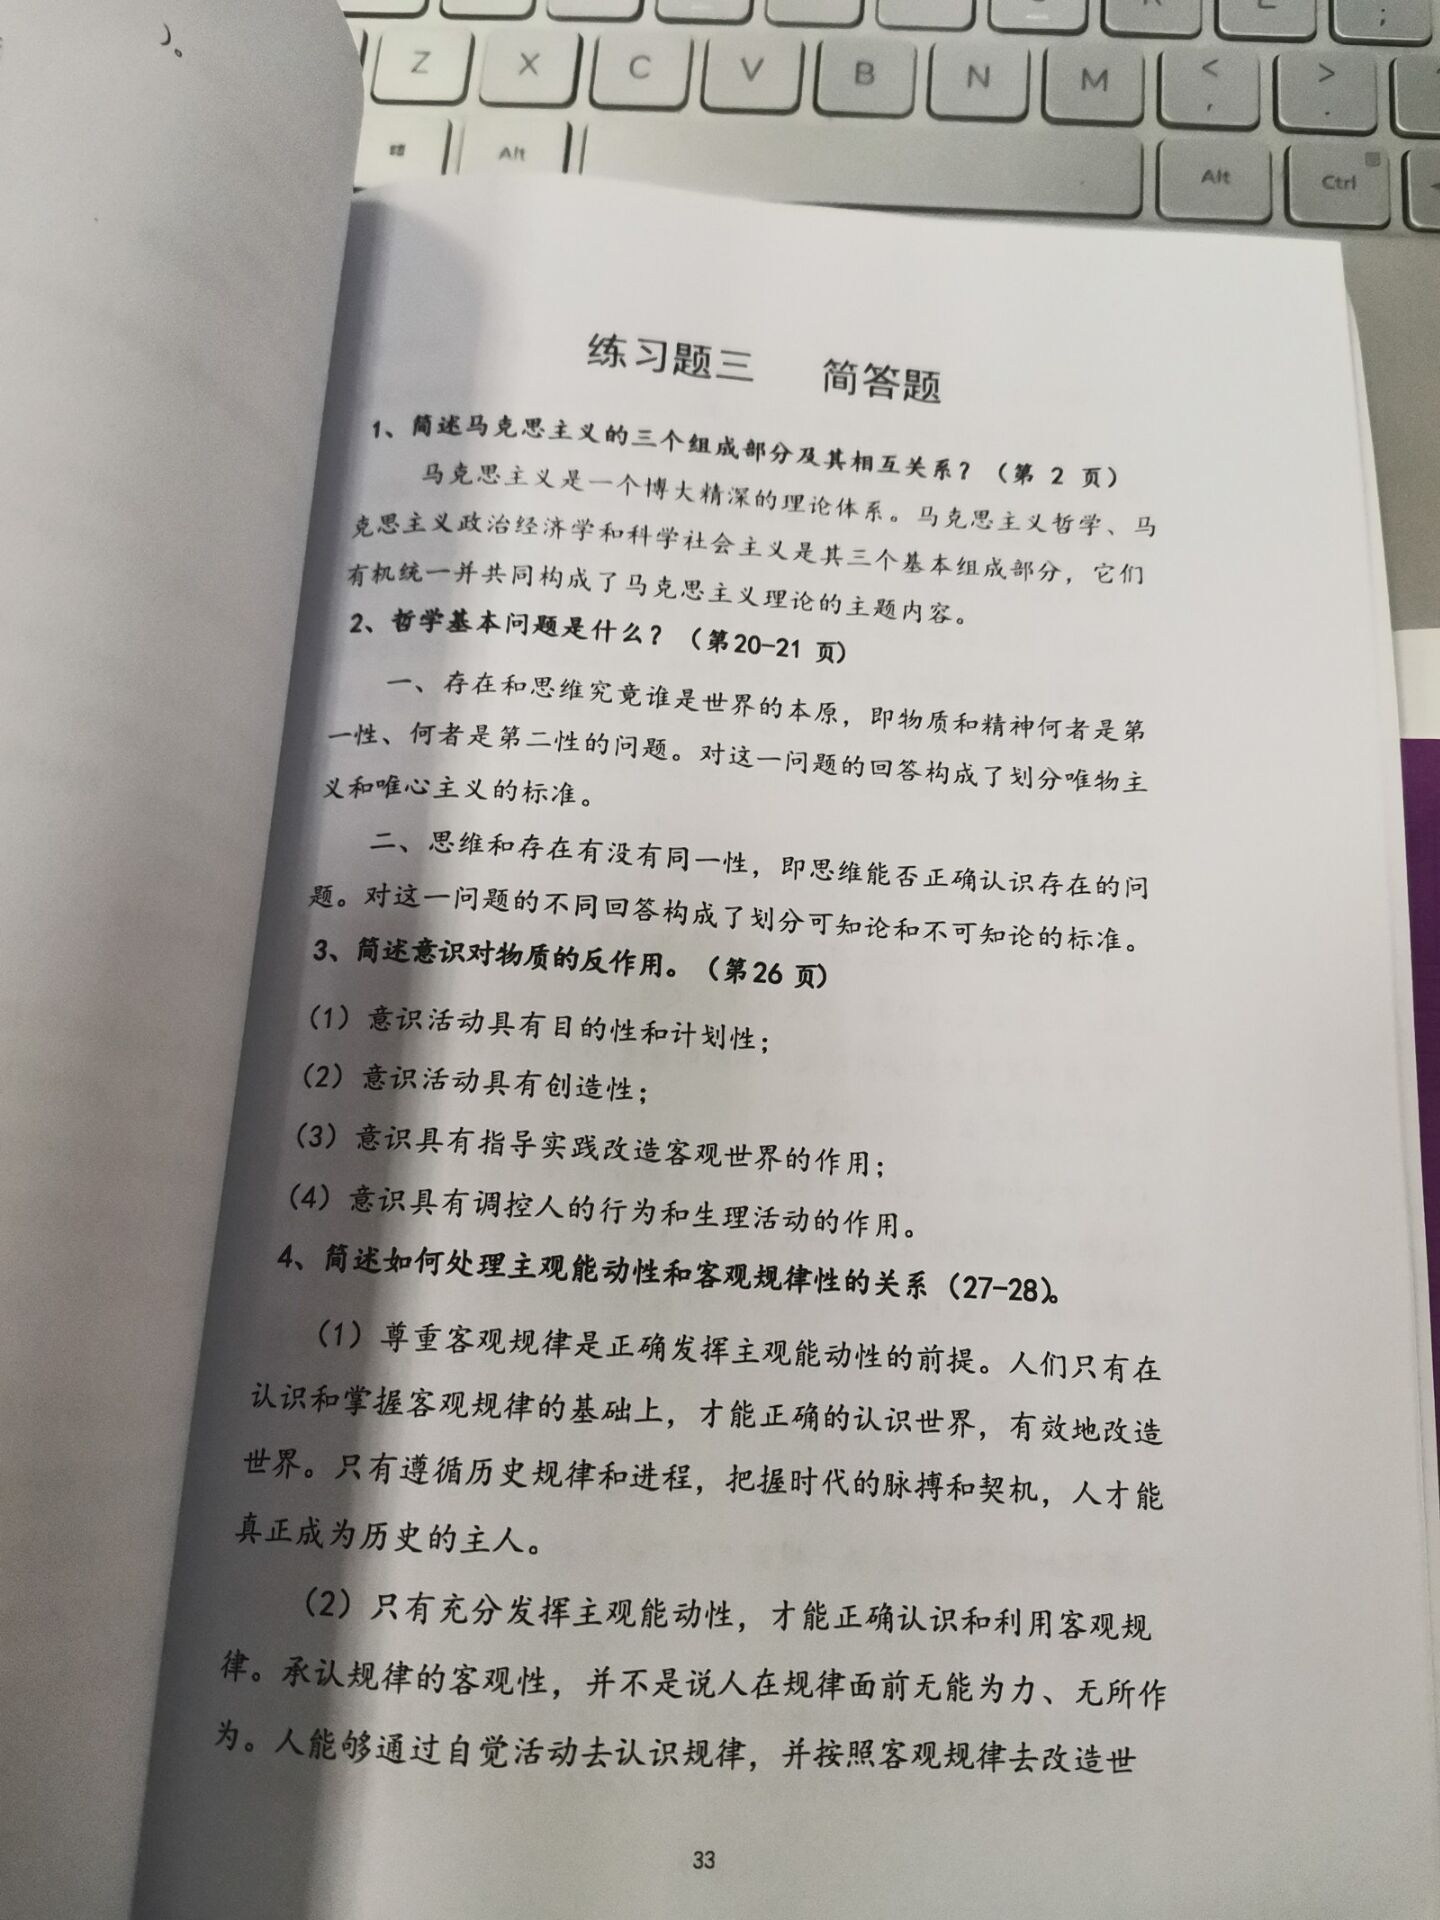 ）。
Z X C V B N M < , > .
Alt Alt Ctrl
练习题三 简答题
1、简述马克思主义的三个组成部分及其相互关系？（第 2 页）
马克思主义是一个博大精深的理论体系。马克思主义哲学、马
克思主义政治经济学和科学社会主义是其三个基本组成部分，它们
有机统一并共同构成了马克思主义理论的主题内容。
2、哲学基本问题是什么？（第20-21 页）
一、存在和思维究竟谁是世界的本原，即物质和精神何者是第
一性、何者是第二性的问题。对这一问题的回答构成了划分唯物主
义和唯心主义的标准。
二、思维和存在有没有同一性，即思维能否正确认识存在的问
题。对这一问题的不同回答构成了划分可知论和不可知论的标准。
3、简述意识对物质的反作用。（第26 页）
（1）意识活动具有目的性和计划性；
（2）意识活动具有创造性；
（3）意识具有指导实践改造客观世界的作用；
（4）意识具有调控人的行为和生理活动的作用。
4、简述如何处理主观能动性和客观规律性的关系（27-28）。
（1）尊重客观规律是正确发挥主观能动性的前提。人们只有在
认识和掌握客观规律的基础上，才能正确的认识世界，有效地改造
世界。只有遵循历史规律和进程，把握时代的脉搏和契机，人才能
真正成为历史的主人。
（2）只有充分发挥主观能动性，才能正确认识和利用客观规
律。承认规律的客观性，并不是说人在规律面前无能为力、无所作
为。人能够通过自觉活动去认识规律，并按照客观规律去改造世
33